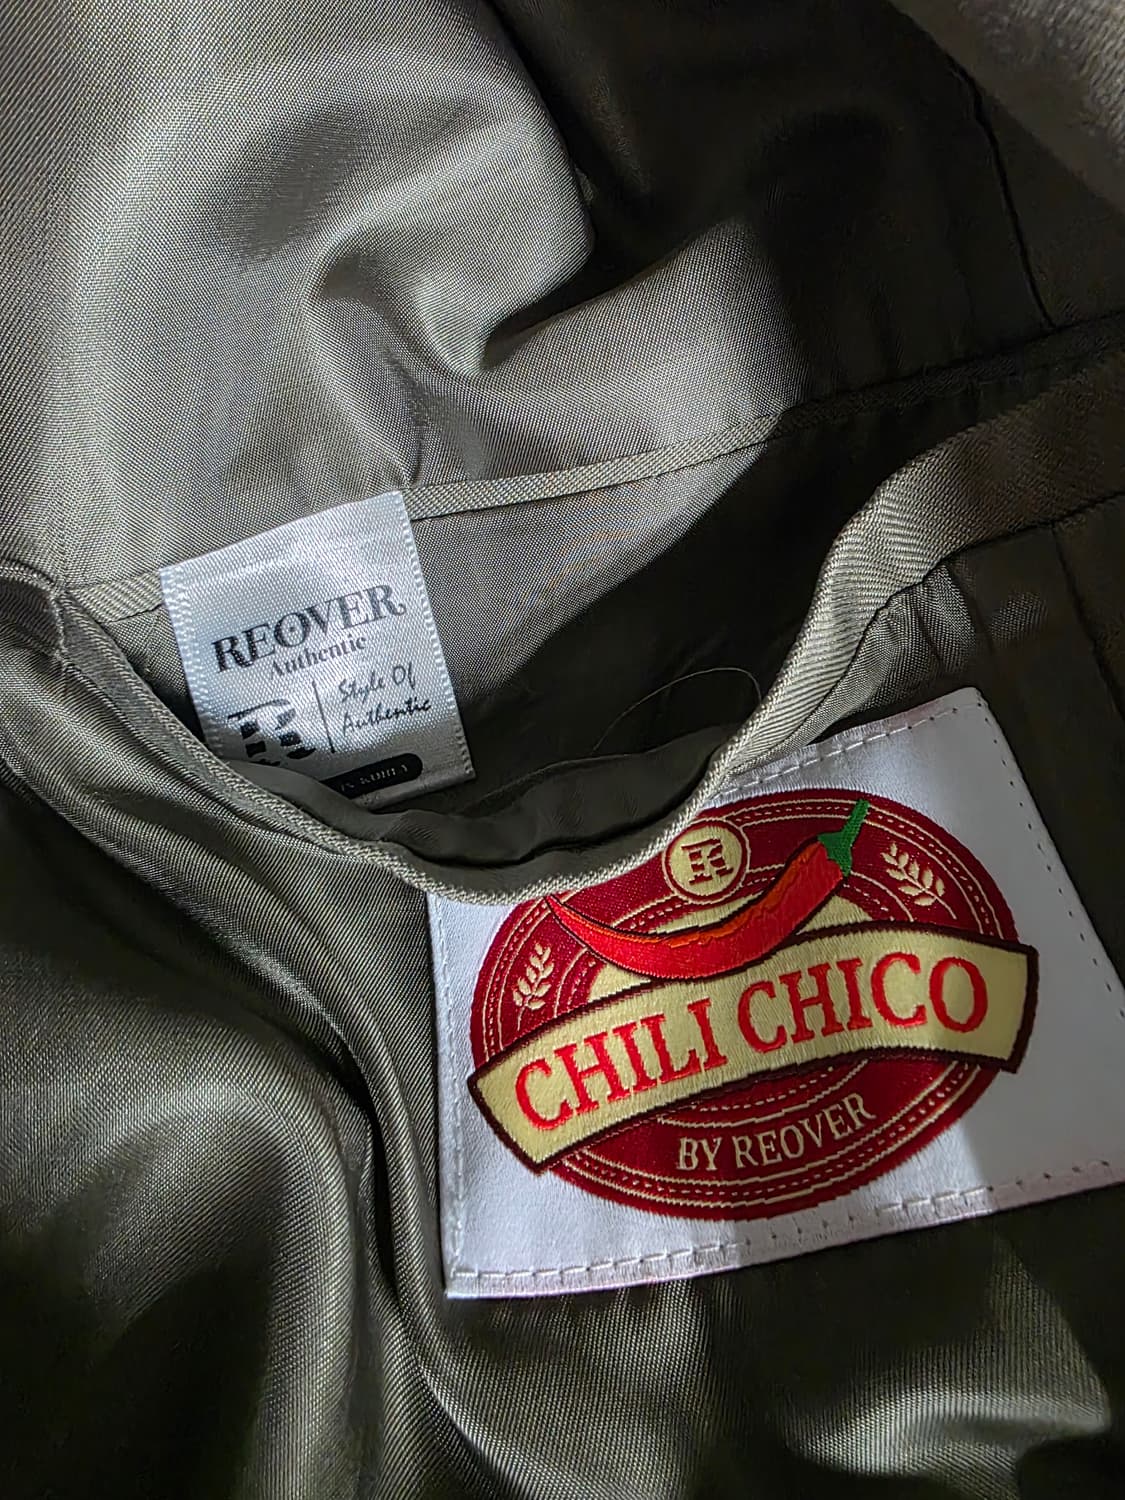 REOVER
Authentic
Style Of
Authentic
CHILI CHICO
BY REOVER